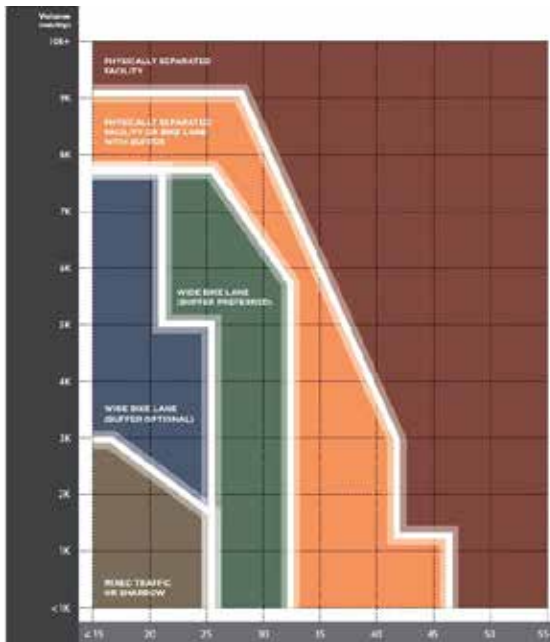 Volume
10K+
PHYSICALLY SEPARATED
FACILITY
9K
PHYSICALLY SEPARATED
FACILITY OR BIKE LANE
WITH BUFFER
8K
7K
6K
WIDE BIKE LANE
(BUFFER PREFERRED)
5K
4K
WIDE BIKE LANE
(BUFFER OPTIONAL)
3K
2K
1K
MIXED TRAFFIC
OR SHARROW
<1K
<15 20 25 30 35 40 45 50 55